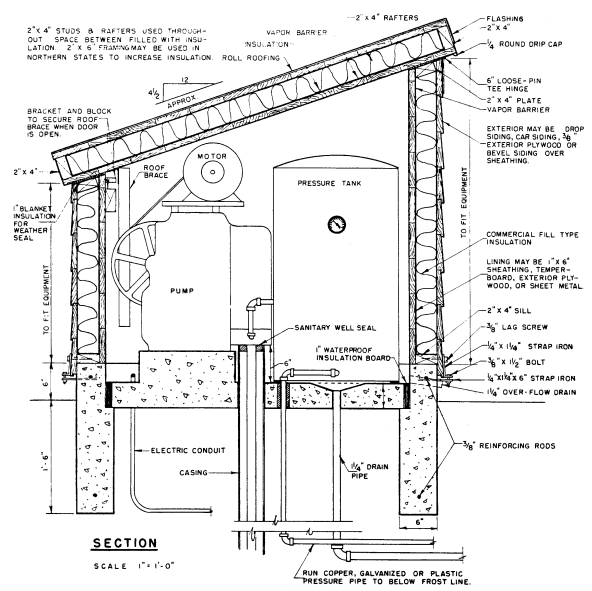 2" x 4" STUDS & RAFTERS USED THROUGH-
OUT SPACE BETWEEN FILLED WITH INSU-
LATION. 2" x 6" FRAMING MAY BE USED IN
NORTHERN STATES TO INCREASE INSULATION.
VAPOR BARRIER
INSULATION
ROLL ROOFING
2" x 4" RAFTERS
FLASHING
2" x 4"
1/4 ROUND DRIP CAP
6" LOOSE-PIN
TEE HINGE
2" x 4" PLATE
VAPOR BARRIER
EXTERIOR MAY BE DROP
SIDING, CAR SIDING, 3/8"
EXTERIOR PLYWOOD OR
BEVEL SIDING OVER
SHEATHING.
12
4 1/2
APPROX
BRACKET AND BLOCK
TO SECURE ROOF
BRACE WHEN DOOR
IS OPEN.
2" x 4"
ROOF
BRACE
MOTOR
PRESSURE TANK
1" BLANKET
INSULATION
FOR
WEATHER
SEAL
TO FIT EQUIPMENT
TO FIT EQUIPMENT
COMMERCIAL FILL TYPE
INSULATION
LINING MAY BE 1" x 6"
SHEATHING, TEMPER-
BOARD, EXTERIOR PLY-
WOOD, OR SHEET METAL.
PUMP
2" x 4" SILL
3/8" LAG SCREW
1/4" x 1 1/4" STRAP IRON
3/8" x 1 1/2" BOLT
1/4" x 1 1/4" x 6" STRAP IRON
1 1/4" OVER-FLOW DRAIN
SANITARY WELL SEAL
1" WATERPROOF
INSULATION BOARD
6"
6"
1'-6"
ELECTRIC CONDUIT
CASING
1 1/4" DRAIN
PIPE
3/8" REINFORCING RODS
6"
SECTION
SCALE 1" = 1'-0"
RUN COPPER, GALVANIZED OR PLASTIC
PRESSURE PIPE TO BELOW FROST LINE.